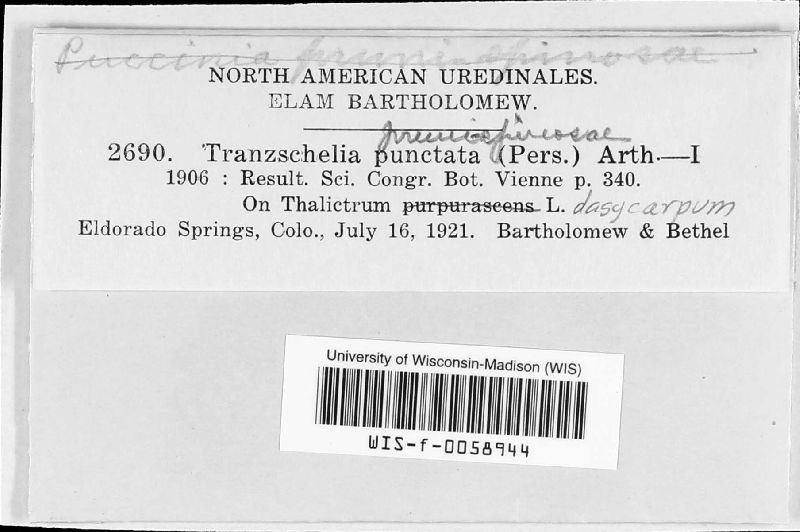 Puccinia pruni-spinosae
NORTH AMERICAN UREDINALES.
ELAM BARTHOLOMEW.
prunispinosae
2690. Tranzschelia punctata (Pers.) Arth.—I
1906 : Result. Sci. Congr. Bot. Vienne p. 340.
On Thalictrum purpurascens L. dasycarpum
Eldorado Springs, Colo., July 16, 1921. Bartholomew & Bethel
University of Wisconsin-Madison (WIS)
WIS-f-0058944